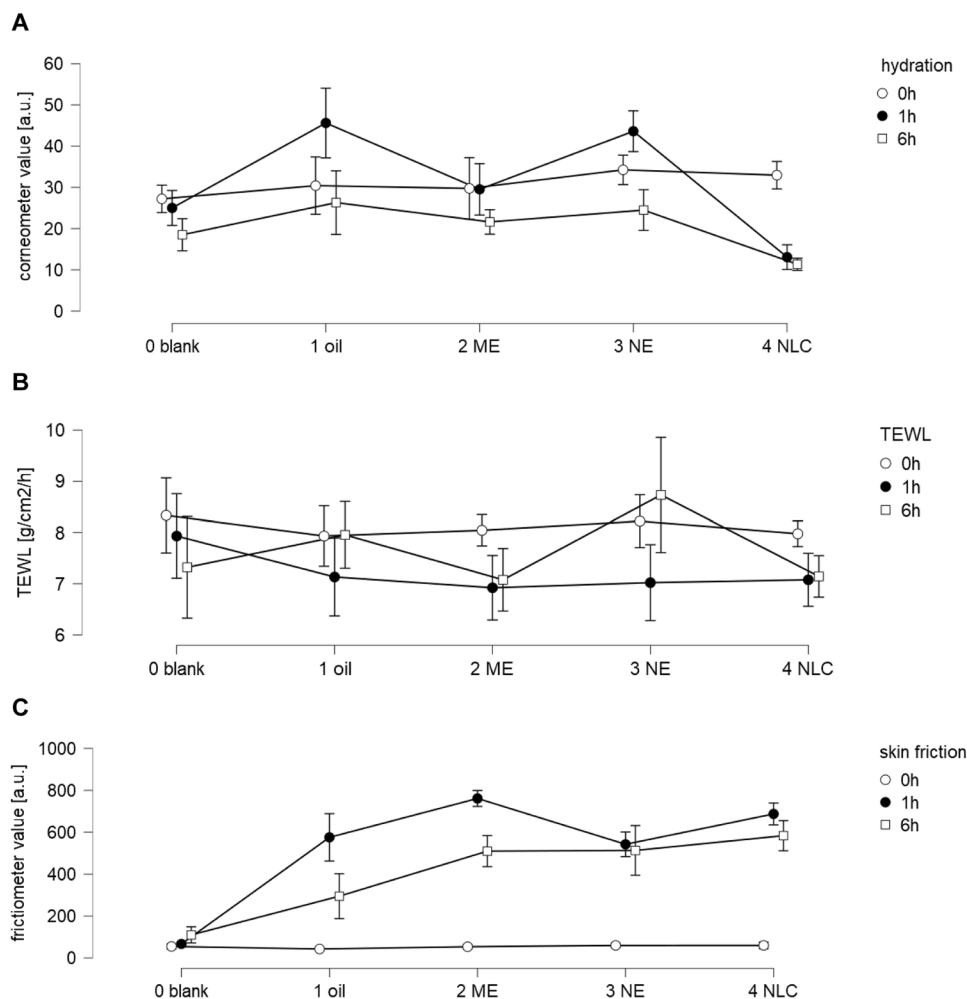 A
corneometer value [a.u.]
60
50
40
30
20
10
0
0 blank 1 oil 2 ME 3 NE 4 NLC
hydration
0h
1h
6h
B
TEWL [g/cm2/h]
10
9
8
7
6
0 blank 1 oil 2 ME 3 NE 4 NLC
TEWL
0h
1h
6h
C
frictiometer value [a.u.]
1000
800
600
400
200
0
0 blank 1 oil 2 ME 3 NE 4 NLC
skin friction
0h
1h
6h